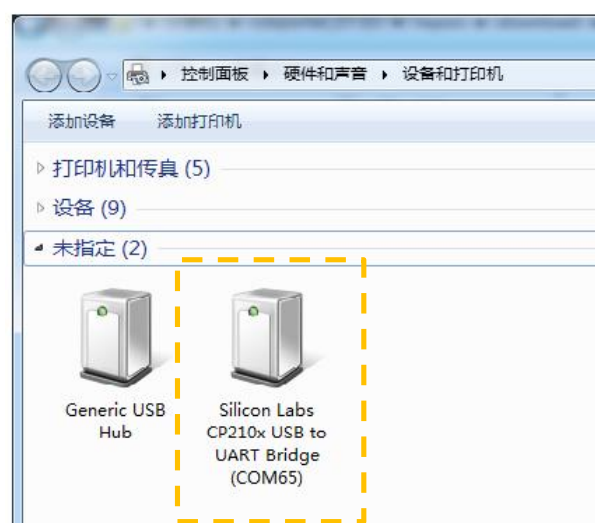 控制面板 硬件和声音 设备和打印机
添加设备 添加打印机
打印机和传真 (5)
设备 (9)
未指定 (2)
Generic USB
Hub
Silicon Labs
CP210x USB to
UART Bridge
(COM65)